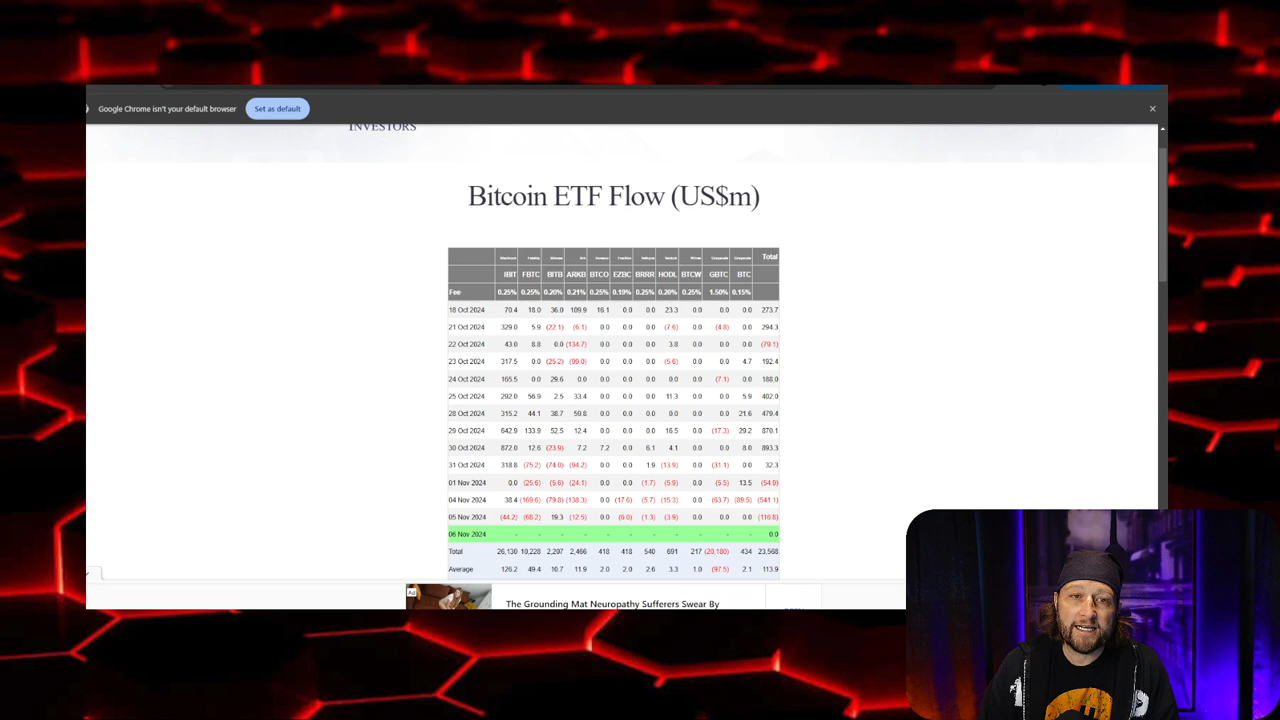 Google Chrome isn't your default browser Set as default
INVESTORS
Bitcoin ETF Flow (US$m)
Total
IBIT FBTC BITB ARKB BTCO EZBC BRRR HODL BTCW GBTC BTC
Fee 0.25% 0.25% 0.20% 0.21% 0.25% 0.19% 0.25% 0.20% 0.25% 1.50% 0.15%
18 Oct 2024 70.4 18.0 36.0 109.9 16.1 0.0 0.0 23.3 0.0 0.0 0.0 273.7
21 Oct 2024 329.0 5.9 (22.1) (6.1) 0.0 0.0 0.0 (7.6) 0.0 (4.8) 0.0 294.3
22 Oct 2024 43.0 8.8 0.0 (134.7) 0.0 0.0 0.0 3.8 0.0 0.0 0.0 (79.1)
23 Oct 2024 317.5 0.0 (25.2) (99.0) 0.0 0.0 0.0 (5.6) 0.0 0.0 4.7 192.4
24 Oct 2024 165.5 0.0 29.6 0.0 0.0 0.0 0.0 0.0 0.0 (7.1) 0.0 188.0
25 Oct 2024 292.0 56.9 2.5 33.4 0.0 0.0 0.0 11.3 0.0 0.0 5.9 402.0
28 Oct 2024 315.2 44.1 38.7 59.8 0.0 0.0 0.0 0.0 0.0 0.0 21.6 479.4
29 Oct 2024 642.9 133.9 52.5 12.4 0.0 0.0 0.0 16.5 0.0 (17.3) 29.2 870.1
30 Oct 2024 872.0 12.6 (23.9) 7.2 7.2 0.0 6.1 4.1 0.0 0.0 8.0 893.3
31 Oct 2024 318.8 (75.2) (74.0) (94.2) 0.0 0.0 1.9 (13.9) 0.0 (31.1) 0.0 32.3
01 Nov 2024 0.0 (25.6) (5.6) (24.1) 0.0 0.0 (1.7) (5.9) 0.0 (5.5) 13.5 (54.9)
04 Nov 2024 38.4 (169.6) (79.8) (138.3) 0.0 (17.6) (5.7) (15.3) 0.0 (63.7) (89.5) (541.1)
05 Nov 2024 (44.2) (68.2) 19.3 (12.5) 0.0 (6.0) (1.3) (3.9) 0.0 0.0 0.0 (116.8)
06 Nov 2024 - - - - - - - - - - - 0.0
Total 26,130 10,228 2,207 2,466 418 418 540 691 217 (20,180) 434 23,568
Average 126.2 49.4 10.7 11.9 2.0 2.0 2.6 3.3 1.0 (97.5) 2.1 113.9
Ad
The Grounding Mat Neuropathy Sufferers Swear By